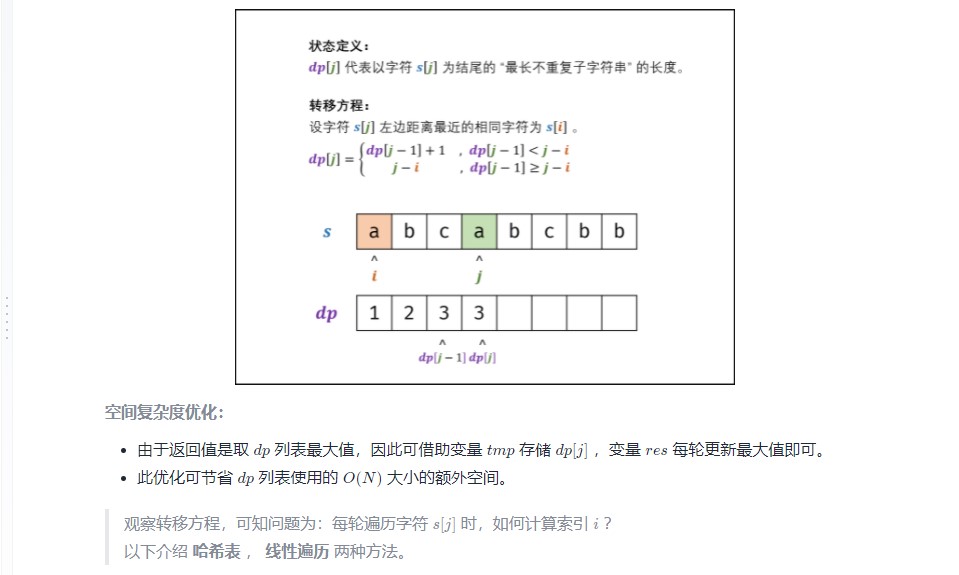 状态定义：
dp[j] 代表以字符 s[j] 为结尾的 “最长不重复子字符串” 的长度。
转移方程：
设字符 s[j] 左边距离最近的相同字符为 s[i] 。
dp[j] = { dp[j − 1] + 1 , dp[j − 1] < j − i
j − i , dp[j − 1] ≥ j − i
s a b c a b c b b
^ ^
i j
dp 1 2 3 3
^ ^
dp[j − 1] dp[j]
空间复杂度优化：
• 由于返回值是取 dp 列表最大值，因此可借助变量 tmp 存储 dp[j] ，变量 res 每轮更新最大值即可。
• 此优化可节省 dp 列表使用的 O(N) 大小的额外空间。
观察转移方程，可知问题为：每轮遍历字符 s[j] 时，如何计算索引 i ？
以下介绍 哈希表 ， 线性遍历 两种方法。